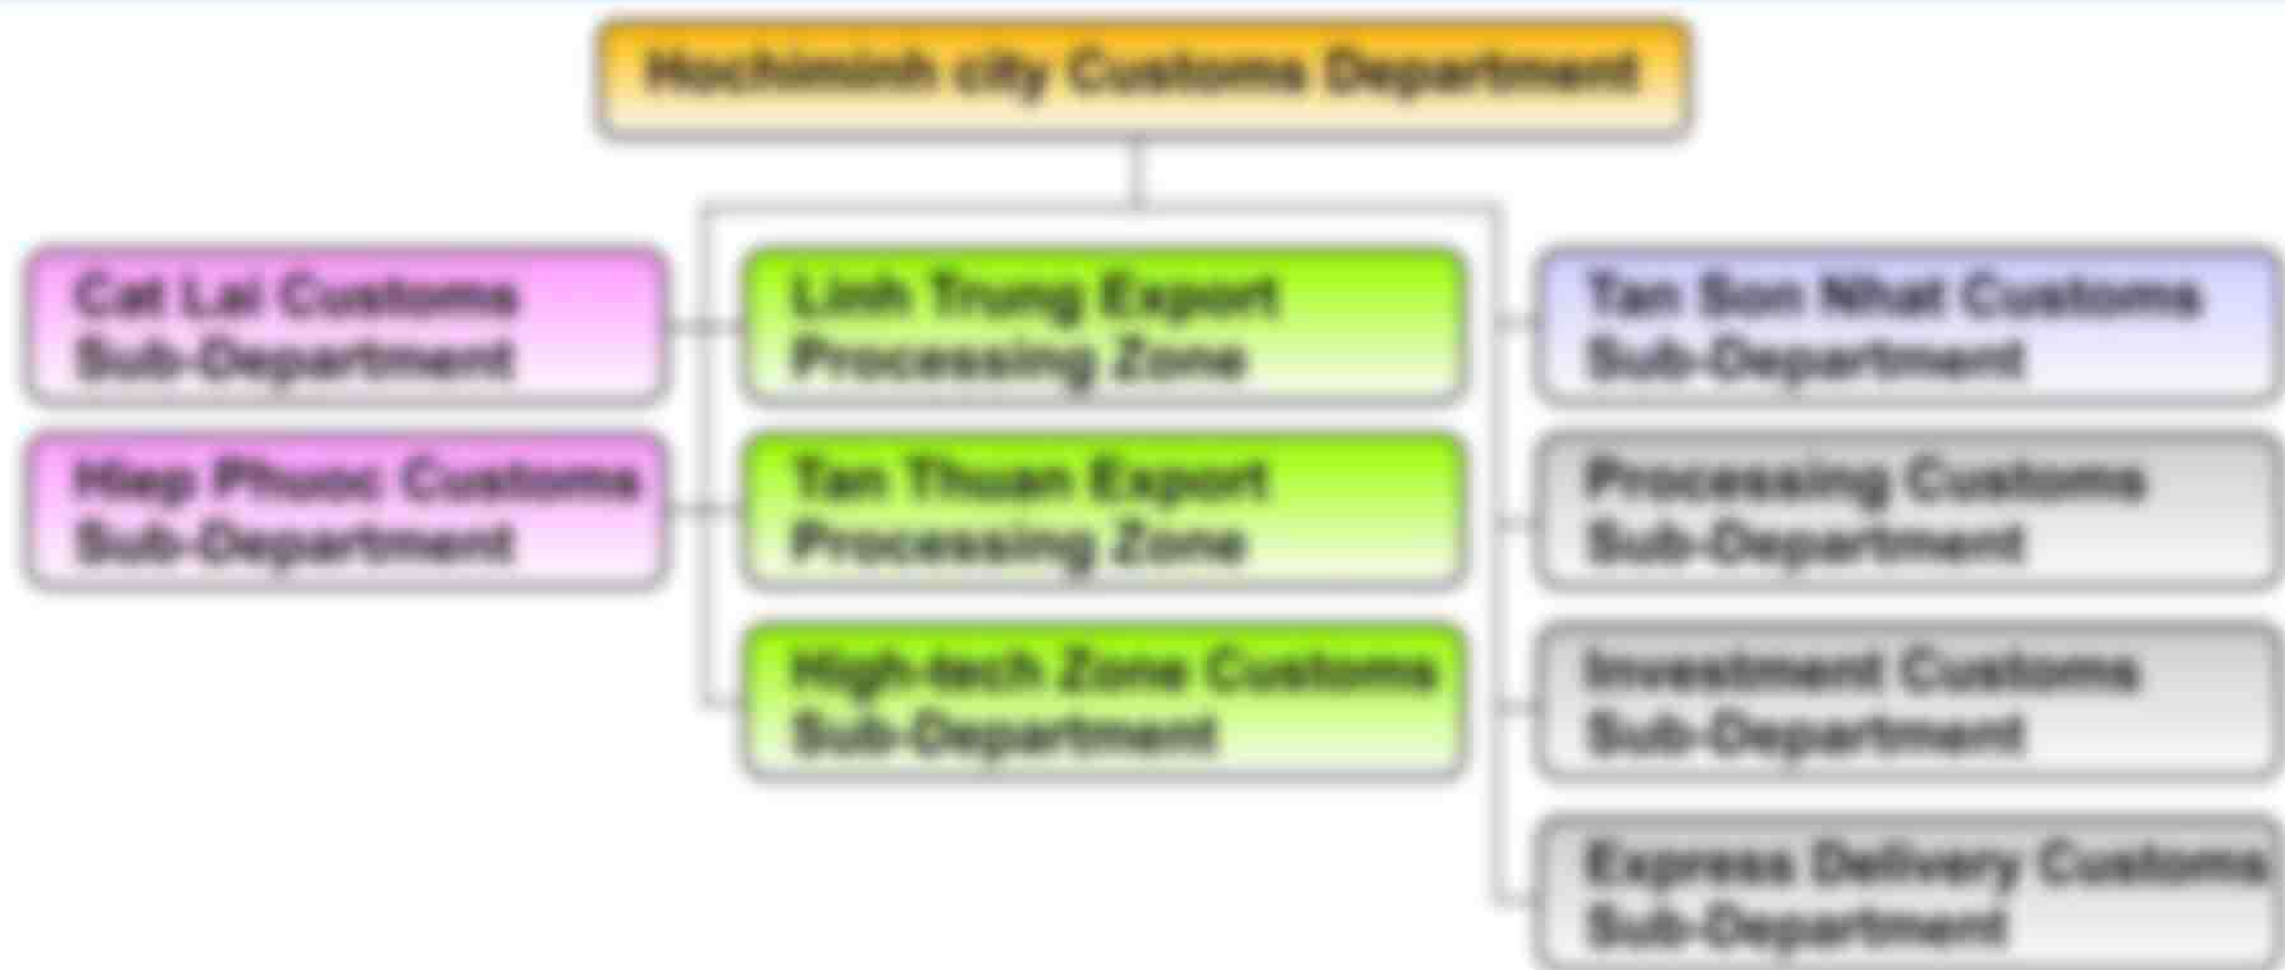 Hochiminh city Customs Department
Cat Lai Customs
Sub-Department
Hiep Phuoc Customs
Sub-Department
Linh Trung Export
Processing Zone
Tan Thuan Export
Processing Zone
High-tech Zone Customs
Sub-Department
Tan Son Nhat Customs
Sub-Department
Processing Customs
Sub-Department
Investment Customs
Sub-Department
Express Delivery Customs
Sub-Department